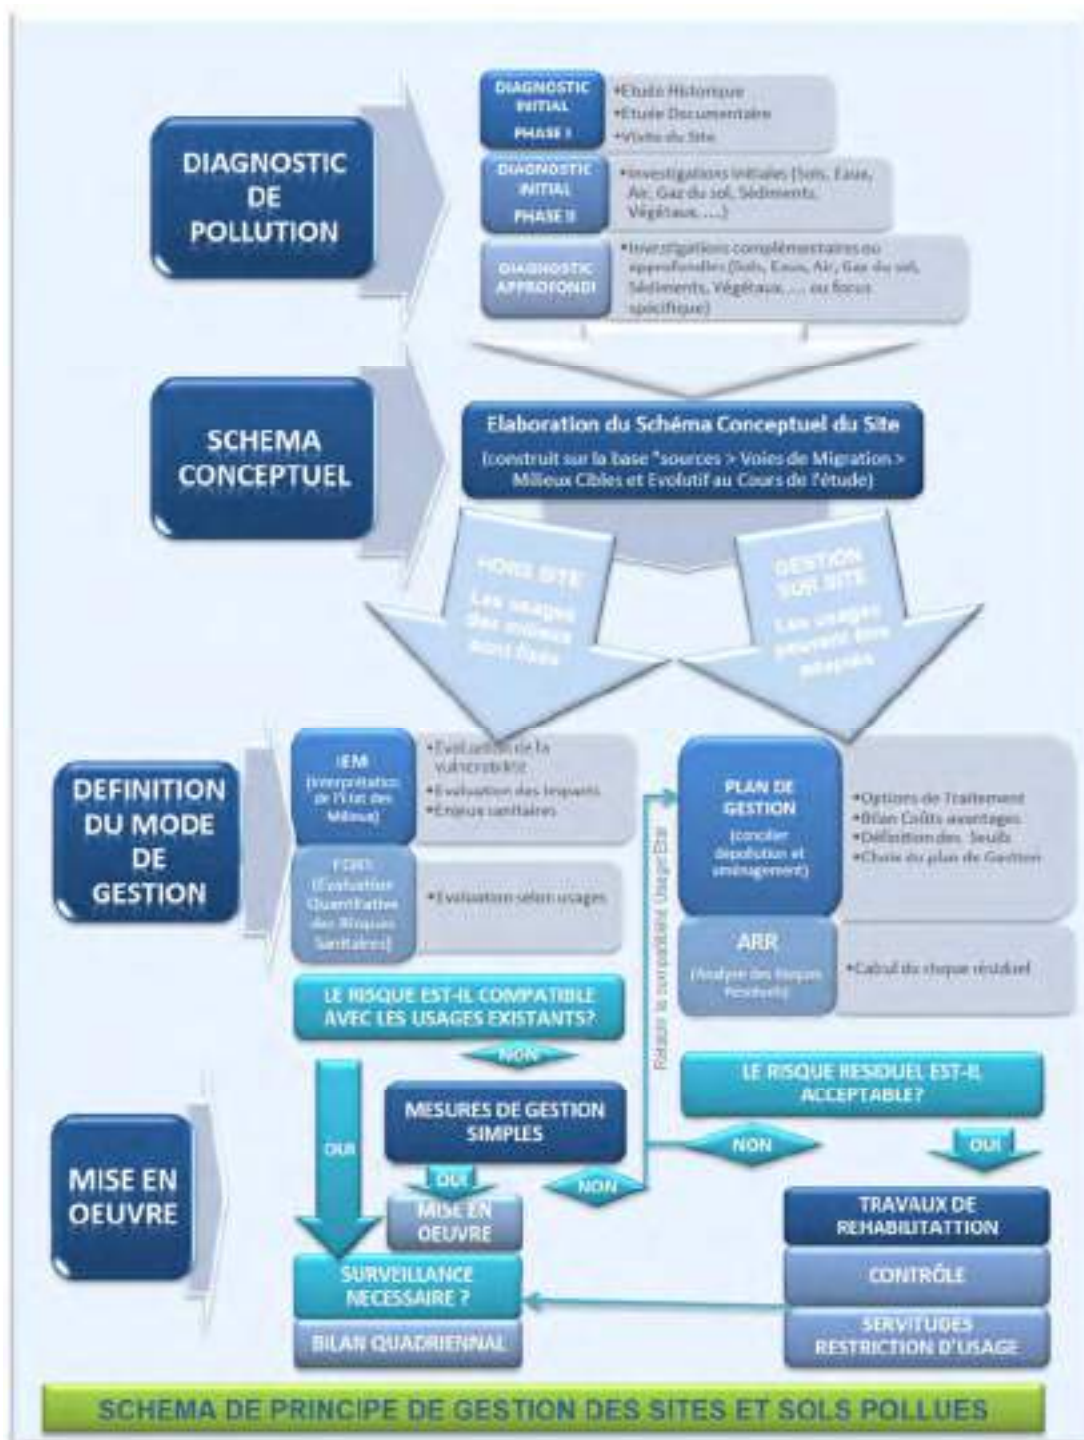 DIAGNOSTIC
DE
POLLUTION
DIAGNOSTIC
INITIAL
PHASE I
•Etude Historique
•Etude Documentaire
•Visite du Site
DIAGNOSTIC
INITIAL
PHASE II
•Investigations initiales (Sols, Eaux,
Air, Gaz du sol, Sédiments,
Végétaux, ....)
DIAGNOSTIC
APPROFONDI
•Investigations complémentaires ou
approfondies (Sols, Eaux, Air, Gaz du sol,
Sédiments, Végétaux, .... ou focus
spécifique)
SCHEMA
CONCEPTUEL
Elaboration du Schéma Conceptuel du Site
(construit sur la base "sources > Voies de Migration >
Milieux Cibles et Evolutif au Cours de l'étude)
HORS SITE
Les usages
des milieux
sont fixés
GESTION
SUR SITE
Les usages
peuvent être
adaptés
DEFINITION
DU MODE
DE
GESTION
IEM
(Interprétation
de l'Etat des
Milieux)
•Evaluation de la
vulnérabilité
•Evaluation des Impacts
•Enjeux sanitaires
(Evaluation
Quantitative
des Risques
Sanitaires)
•Evaluation selon usages
PLAN DE
GESTION
(concilier
dépollution et
aménagement)
•Options de Traitement
•Bilan Coûts avantages
•Définition des Seuils
•Choix du plan de Gestion
ARR
(Analyse des Risques
Résiduels)
•Calcul du risque résiduel
Rétablir la compatibilité Usage/Etat
LE RISQUE EST-IL COMPATIBLE
AVEC LES USAGES EXISTANTS?
NON
LE RISQUE RESIDUEL EST-IL
ACCEPTABLE?
MISE EN
OEUVRE
OUI
MESURES DE GESTION
SIMPLES
NON
OUI
OUI
NON
MISE EN
OEUVRE
TRAVAUX DE
REHABILITATTION
SURVEILLANCE
NECESSAIRE ?
CONTRÔLE
BILAN QUADRIENNAL
SERVITUDES
RESTRICTION D'USAGE
SCHEMA DE PRINCIPE DE GESTION DES SITES ET SOLS POLLUES